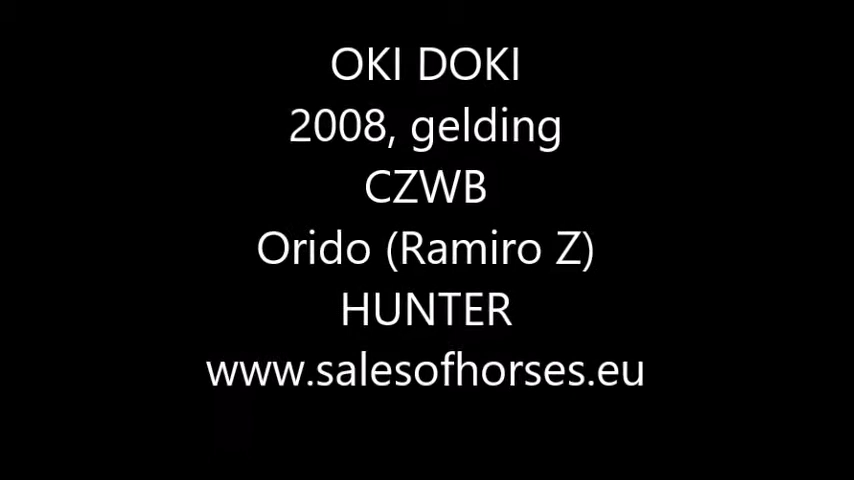 OKI DOKI
2008, gelding
CZWB
Orido (Ramiro Z)
HUNTER
www.salesofhorses.eu